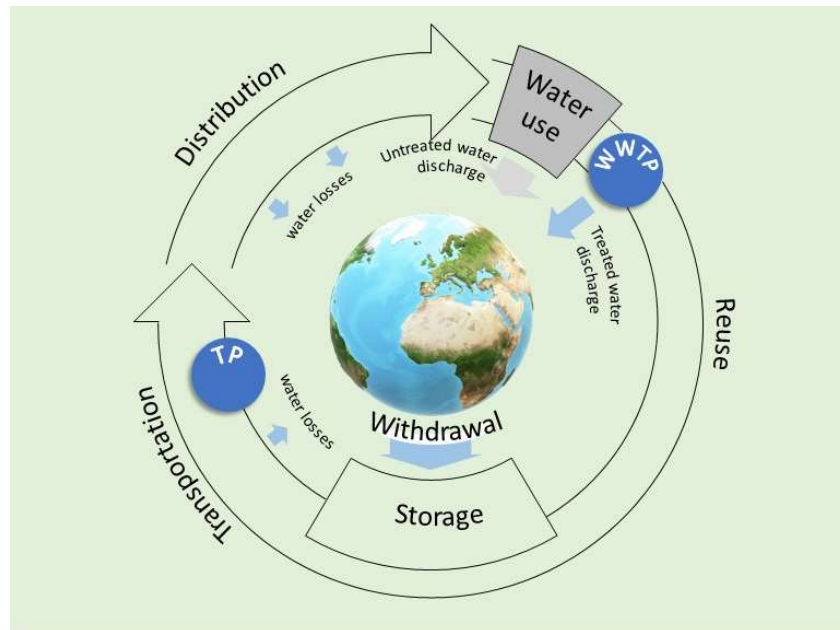 Distribution
Water
use
WWTP
Untreated water
discharge
water losses
Treated water
discharge
Reuse
TP
water losses
Withdrawal
Transportation
Storage